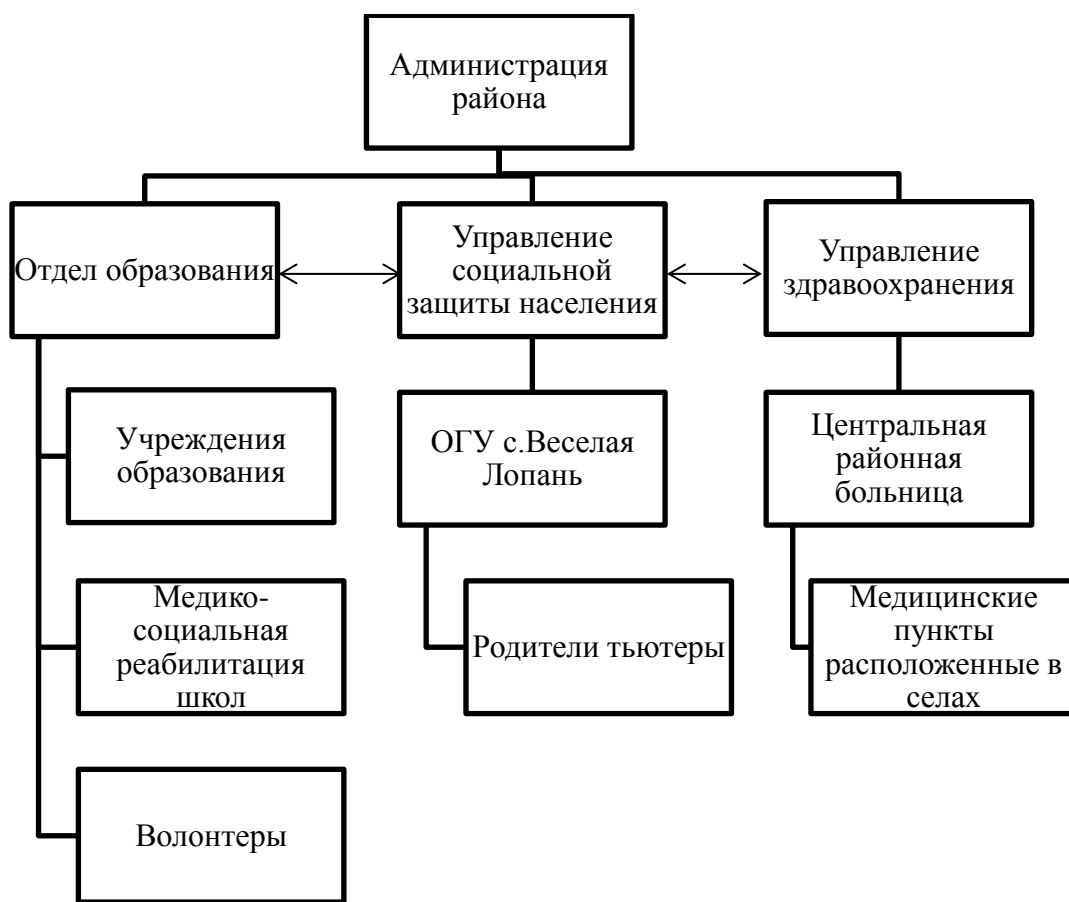 Администрация
района
Отдел образования
Управление
социальной
защиты населения
Управление
здравоохранения
Учреждения
образования
ОГУ с.Веселая
Лопань
Центральная
районная
больница
Медико-
социальная
реабилитация
школ
Родители тьютеры
Медицинские
пункты
расположенные в
селах
Волонтеры